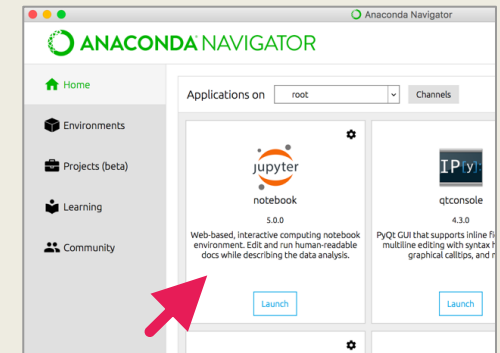 Anaconda Navigator
ANACONDA NAVIGATOR
Home
Environments
Projects (beta)
Learning
Community
Applications on root Channels
jupyter
notebook
5.0.0
Web-based, interactive computing notebook
environment. Edit and run human-readable
docs while describing the data analysis.
Launch
IP[y]:
qtconsole
4.3.0
PyQt GUI that supports inline
multiline editing with syntax
graphical calltips, and
Launch